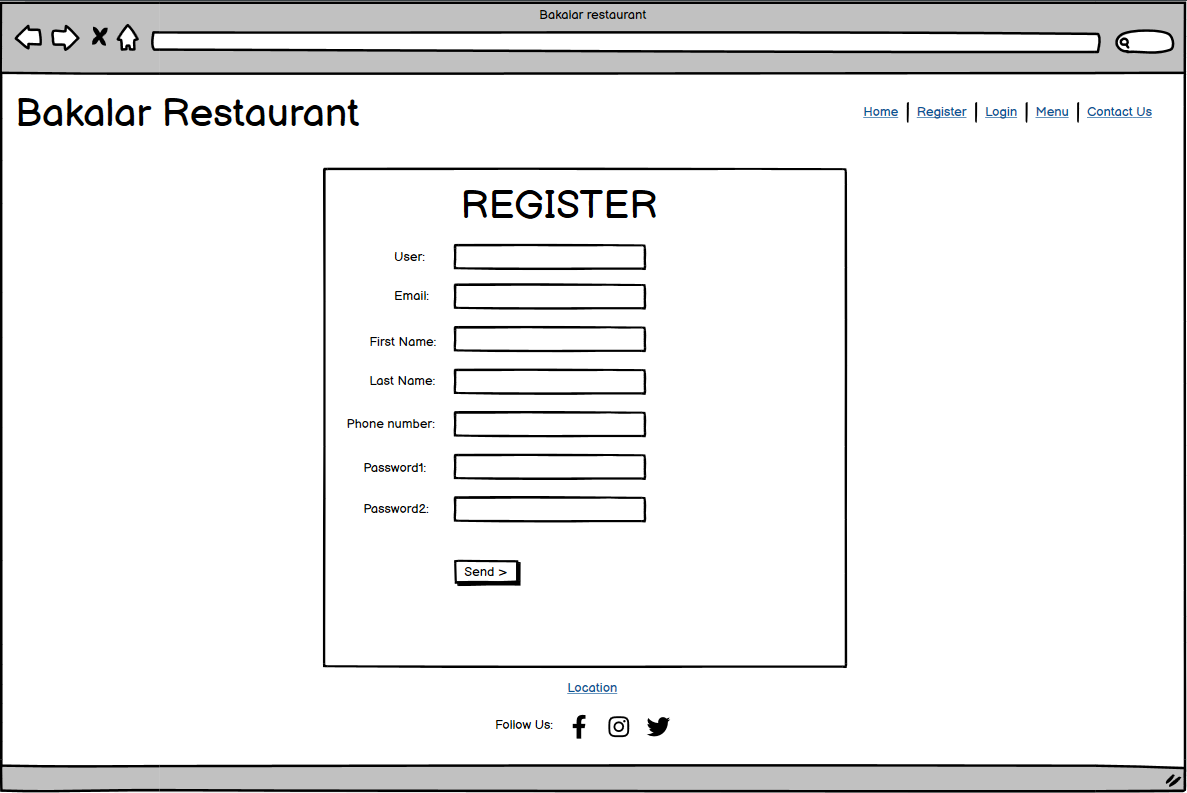 Bakalar restaurant
Bakalar Restaurant
Home | Register | Login | Menu | Contact Us
REGISTER
User:
Email:
First Name:
Last Name:
Phone number:
Password1:
Password2:
Send >
Location
Follow Us: